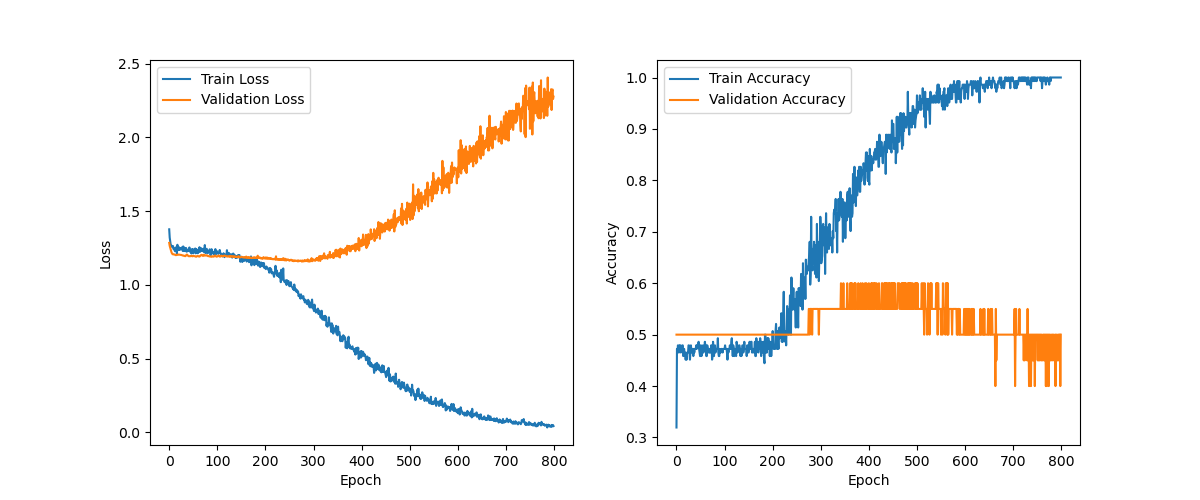 Train Loss
Validation Loss
2.5
2.0
1.5
1.0
0.5
0.0
Loss
0 100 200 300 400 500 600 700 800
Epoch
Train Accuracy
Validation Accuracy
1.0
0.9
0.8
0.7
0.6
0.5
0.4
0.3
Accuracy
0 100 200 300 400 500 600 700 800
Epoch